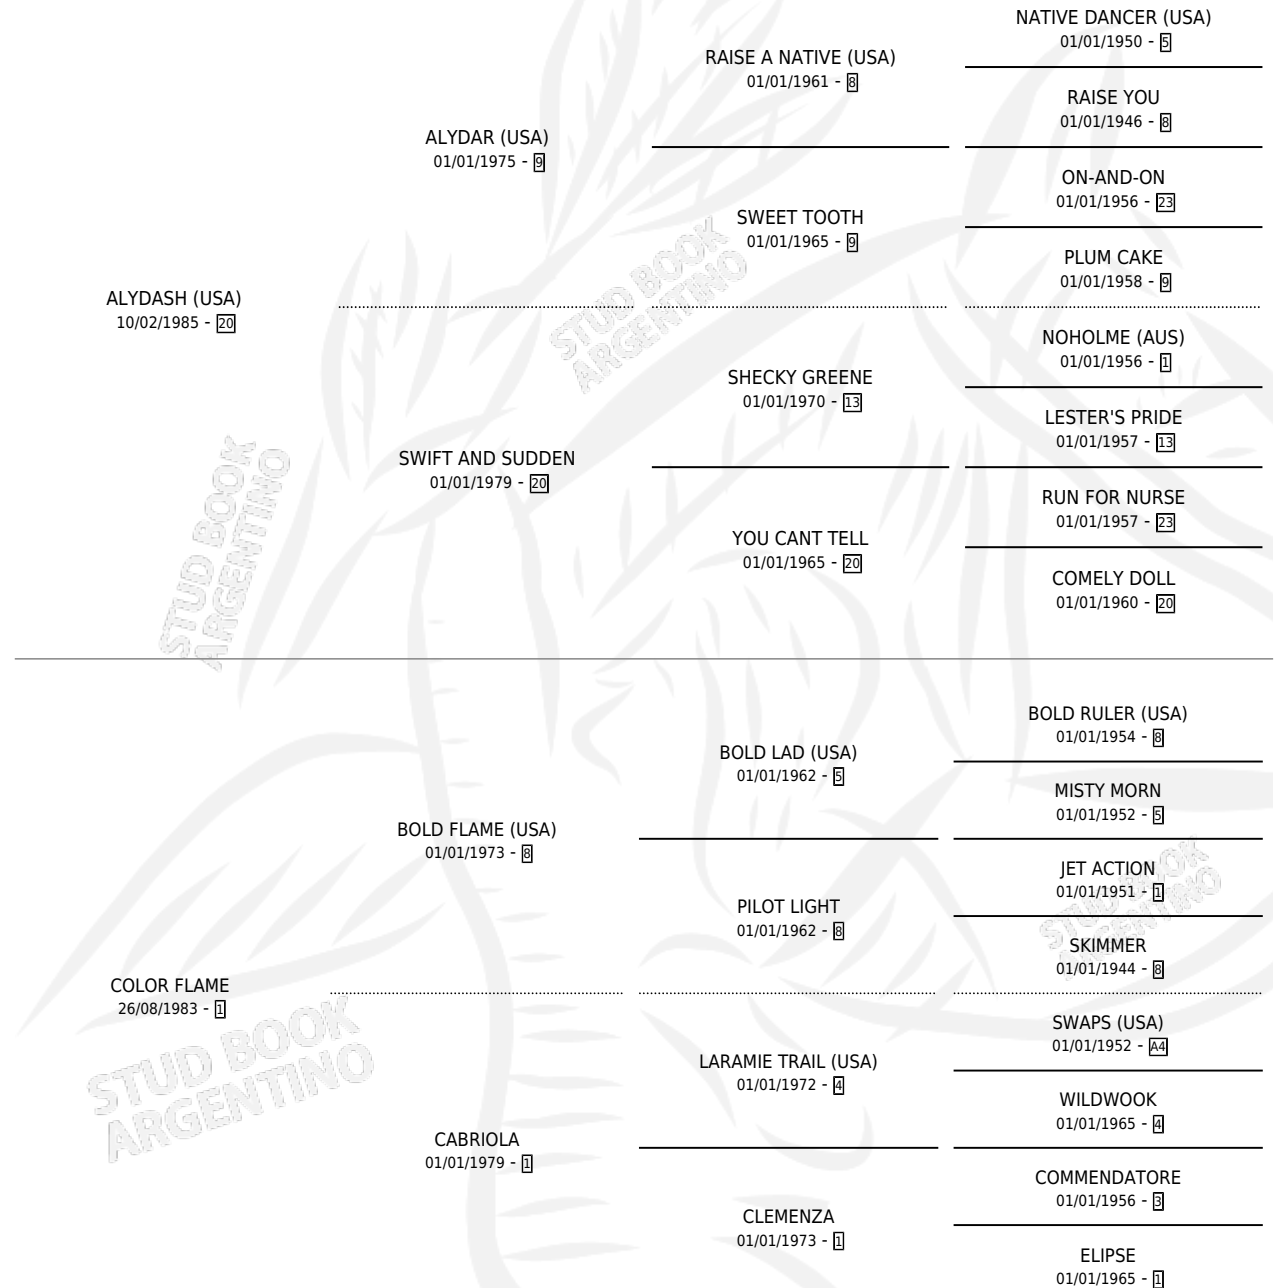 NATIVE DANCER (USA)
01/01/1950 - 5
RAISE A NATIVE (USA)
01/01/1961 - 8
RAISE YOU
01/01/1946 - 8
ALYDAR (USA)
01/01/1975 - 9
ON-AND-ON
01/01/1956 - 23
SWEET TOOTH
01/01/1965 - 9
PLUM CAKE
01/01/1958 - 9
ALYDASH (USA)
10/02/1985 - 20
NOHOLME (AUS)
01/01/1956 - 1
SHECKY GREENE
01/01/1970 - 13
LESTER'S PRIDE
01/01/1957 - 13
SWIFT AND SUDDEN
01/01/1979 - 20
RUN FOR NURSE
01/01/1957 - 23
YOU CANT TELL
01/01/1965 - 20
COMELY DOLL
01/01/1960 - 20
STUD BOOK
ARGENTINO
STUD BOOK
ARGENTINO
BOLD RULER (USA)
01/01/1954 - 8
BOLD LAD (USA)
01/01/1962 - 5
MISTY MORN
01/01/1952 - 5
BOLD FLAME (USA)
01/01/1973 - 8
JET ACTION
01/01/1951 - 1
PILOT LIGHT
01/01/1962 - 8
SKIMMER
01/01/1944 - 8
COLOR FLAME
26/08/1983 - 1
SWAPS (USA)
01/01/1952 - A4
LARAMIE TRAIL (USA)
01/01/1972 - 4
WILDWOOK
01/01/1965 - 4
CABRIOLA
01/01/1979 - 1
COMMENDATORE
01/01/1956 - 3
CLEMENZA
01/01/1973 - 1
ELIPSE
01/01/1965 - 1
STUD BOOK
ARGENTINO
STUD BOOK
ARGENTINO